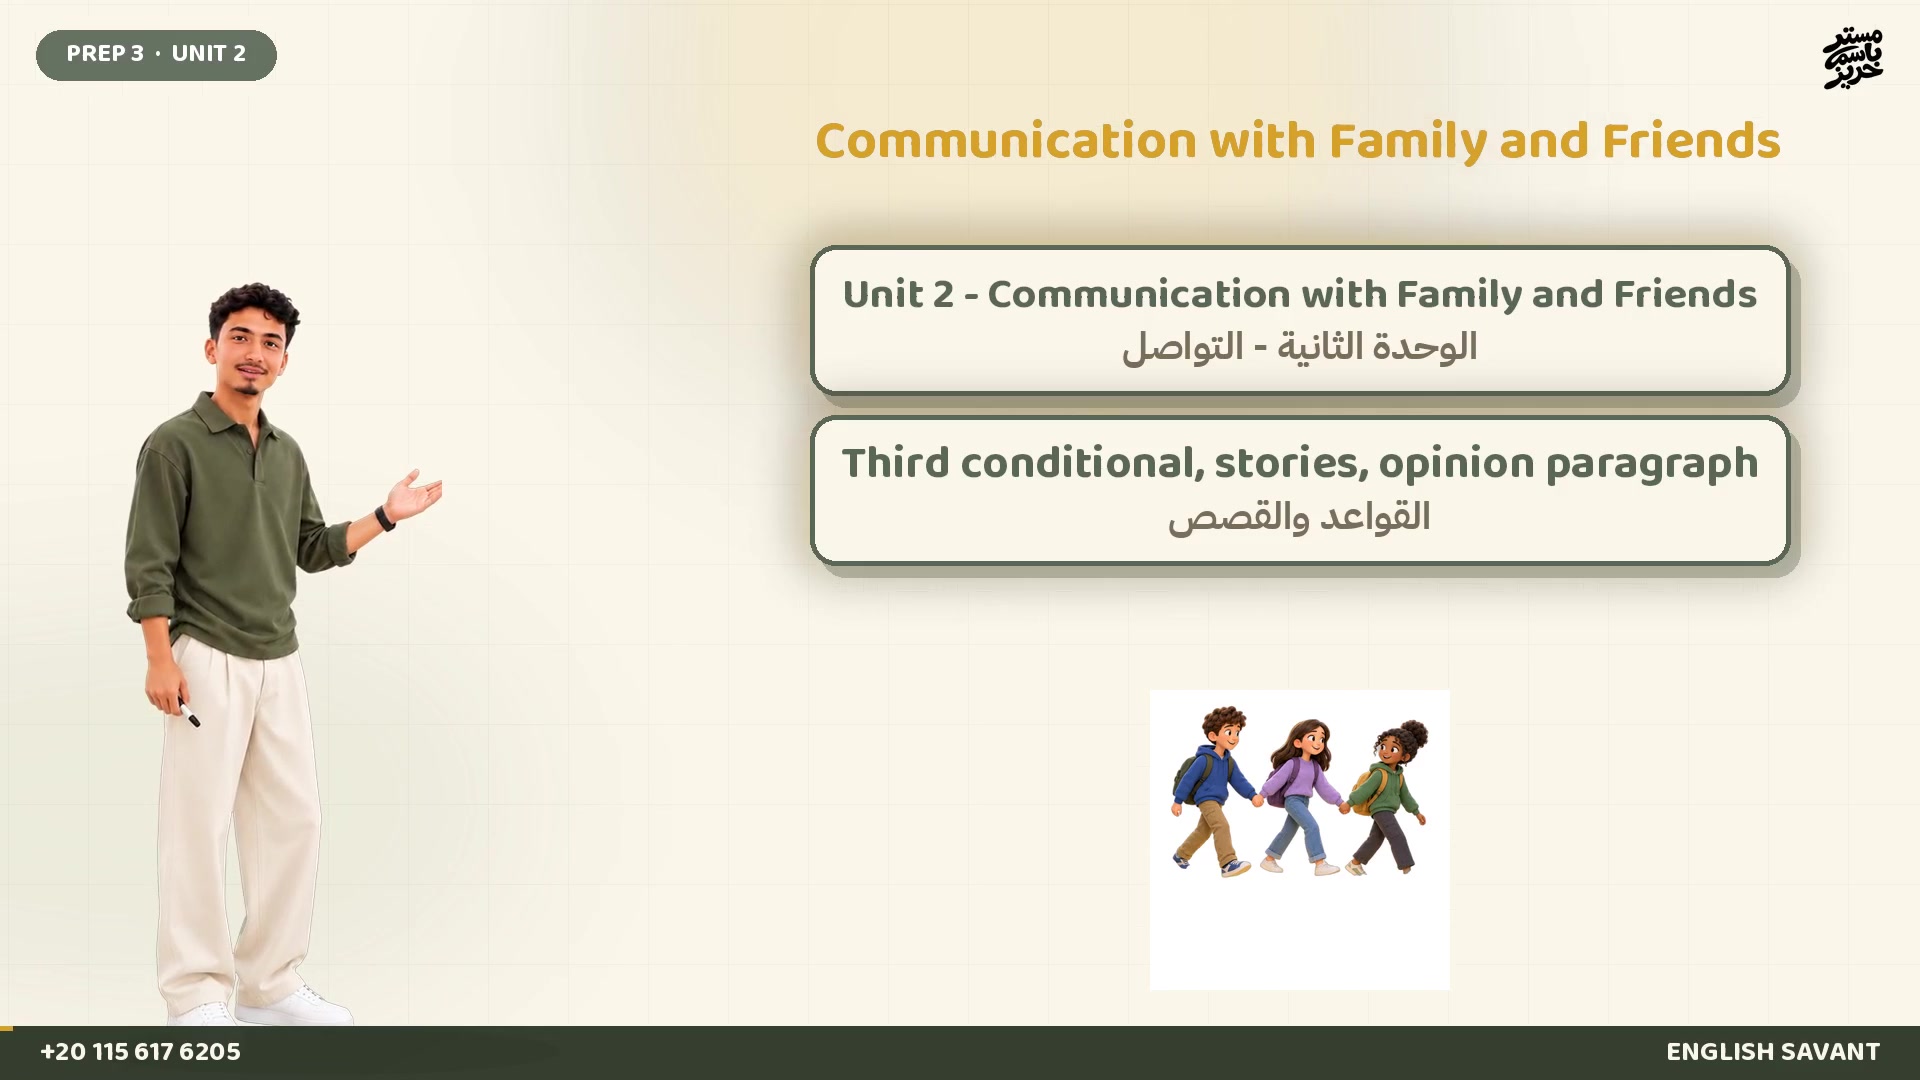 PREP 3 · UNIT 2
مستر
باسم
حريز
Communication with Family and Friends
Unit 2 - Communication with Family and Friends
الوحدة الثانية - التواصل
Third conditional, stories, opinion paragraph
القواعد والقصص
+20 115 617 6205
ENGLISH SAVANT